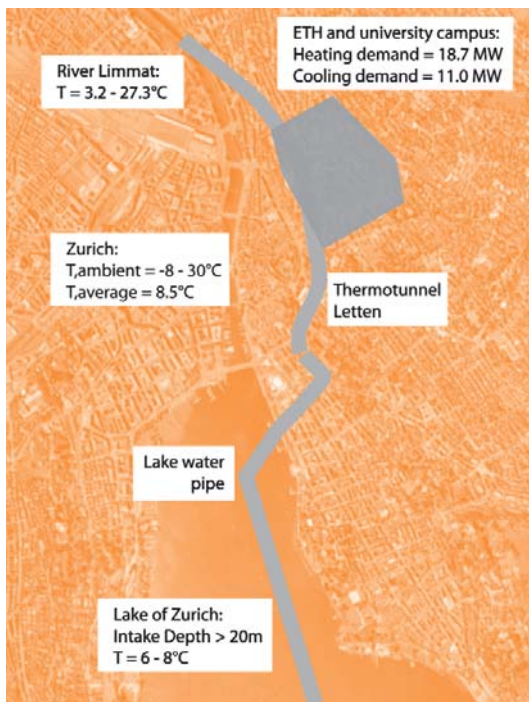 ETH and university campus:
Heating demand = 18.7 MW
Cooling demand = 11.0 MW
River Limmat:
T = 3.2 - 27.3°C
Zurich:
T,ambient = -8 - 30°C
T,average = 8.5°C
Thermotunnel
Letten
Lake water
pipe
Lake of Zurich:
Intake Depth > 20m
T = 6 - 8°C